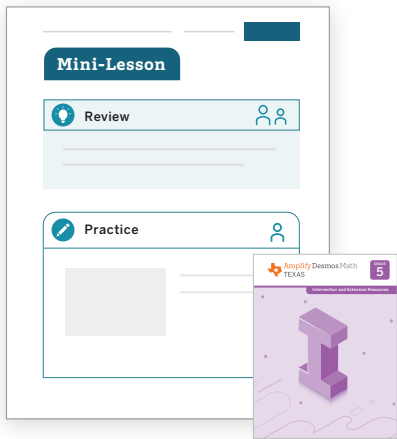 Mini-Lesson
Review
Practice
Amplify Desmos Math
TEXAS
GRADE
5
Intervention and Extension Resources